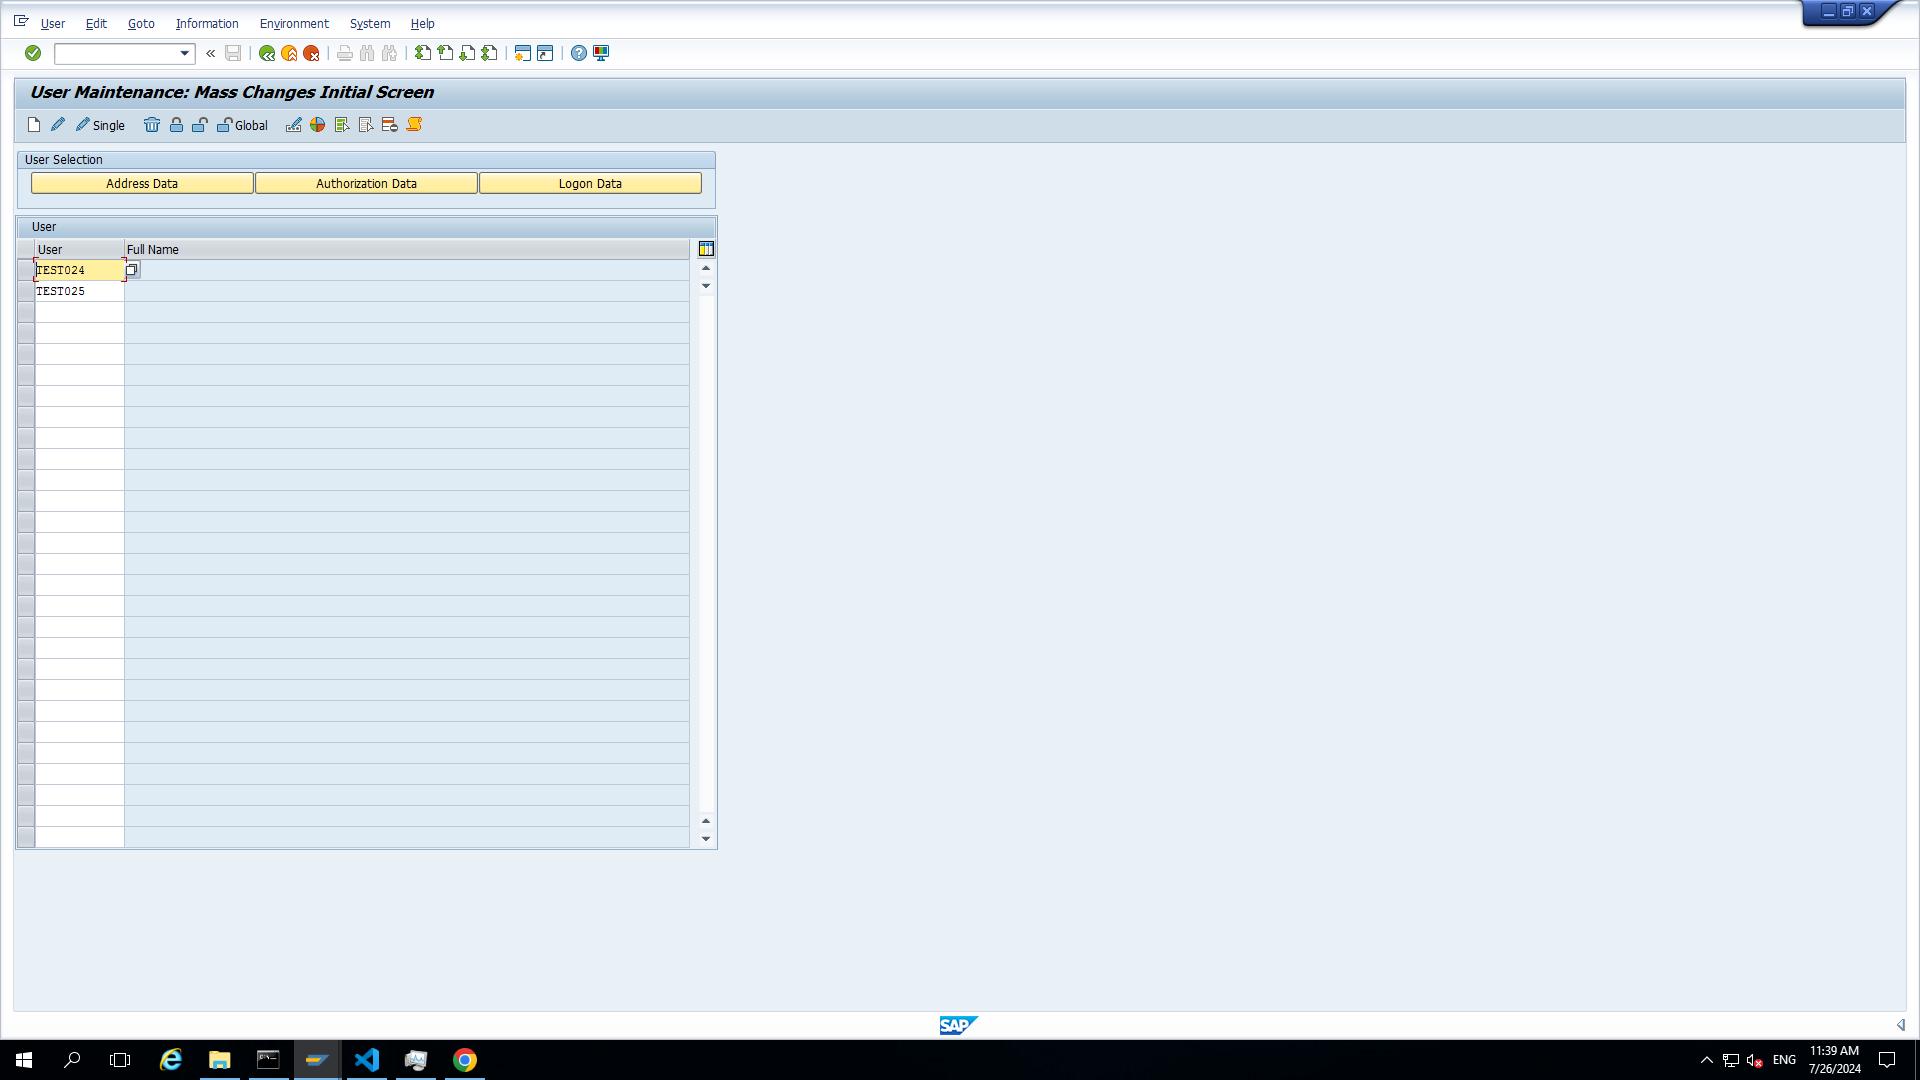 User Edit Goto Information Environment System Help
User Maintenance: Mass Changes Initial Screen
Single Global
User Selection
Address Data Authorization Data Logon Data
User
User Full Name
TEST024
TEST025
SAP
ENG
11:39 AM
7/26/2024